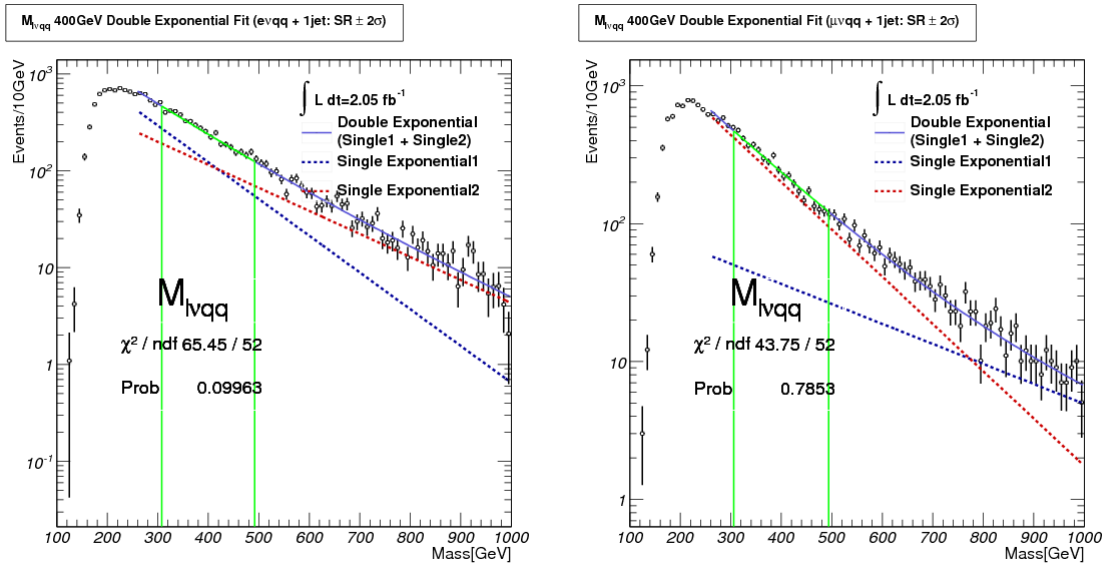 M_lνqq 400GeV Double Exponential Fit (eνqq + 1jet: SR ± 2σ)
Events/10GeV
10³
10²
10
1
10⁻¹
∫ L dt=2.05 fb⁻¹
Double Exponential
(Single1 + Single2)
Single Exponential1
Single Exponential2
M_lνqq
χ² / ndf 65.45 / 52
Prob 0.09963
100 200 300 400 500 600 700 800 900 1000
Mass[GeV]
M_lνqq 400GeV Double Exponential Fit (μνqq + 1jet: SR ± 2σ)
Events/10GeV
10³
10²
10
1
∫ L dt=2.05 fb⁻¹
Double Exponential
(Single1 + Single2)
Single Exponential1
Single Exponential2
M_lνqq
χ² / ndf 43.75 / 52
Prob 0.7853
100 200 300 400 500 600 700 800 900 1000
Mass[GeV]